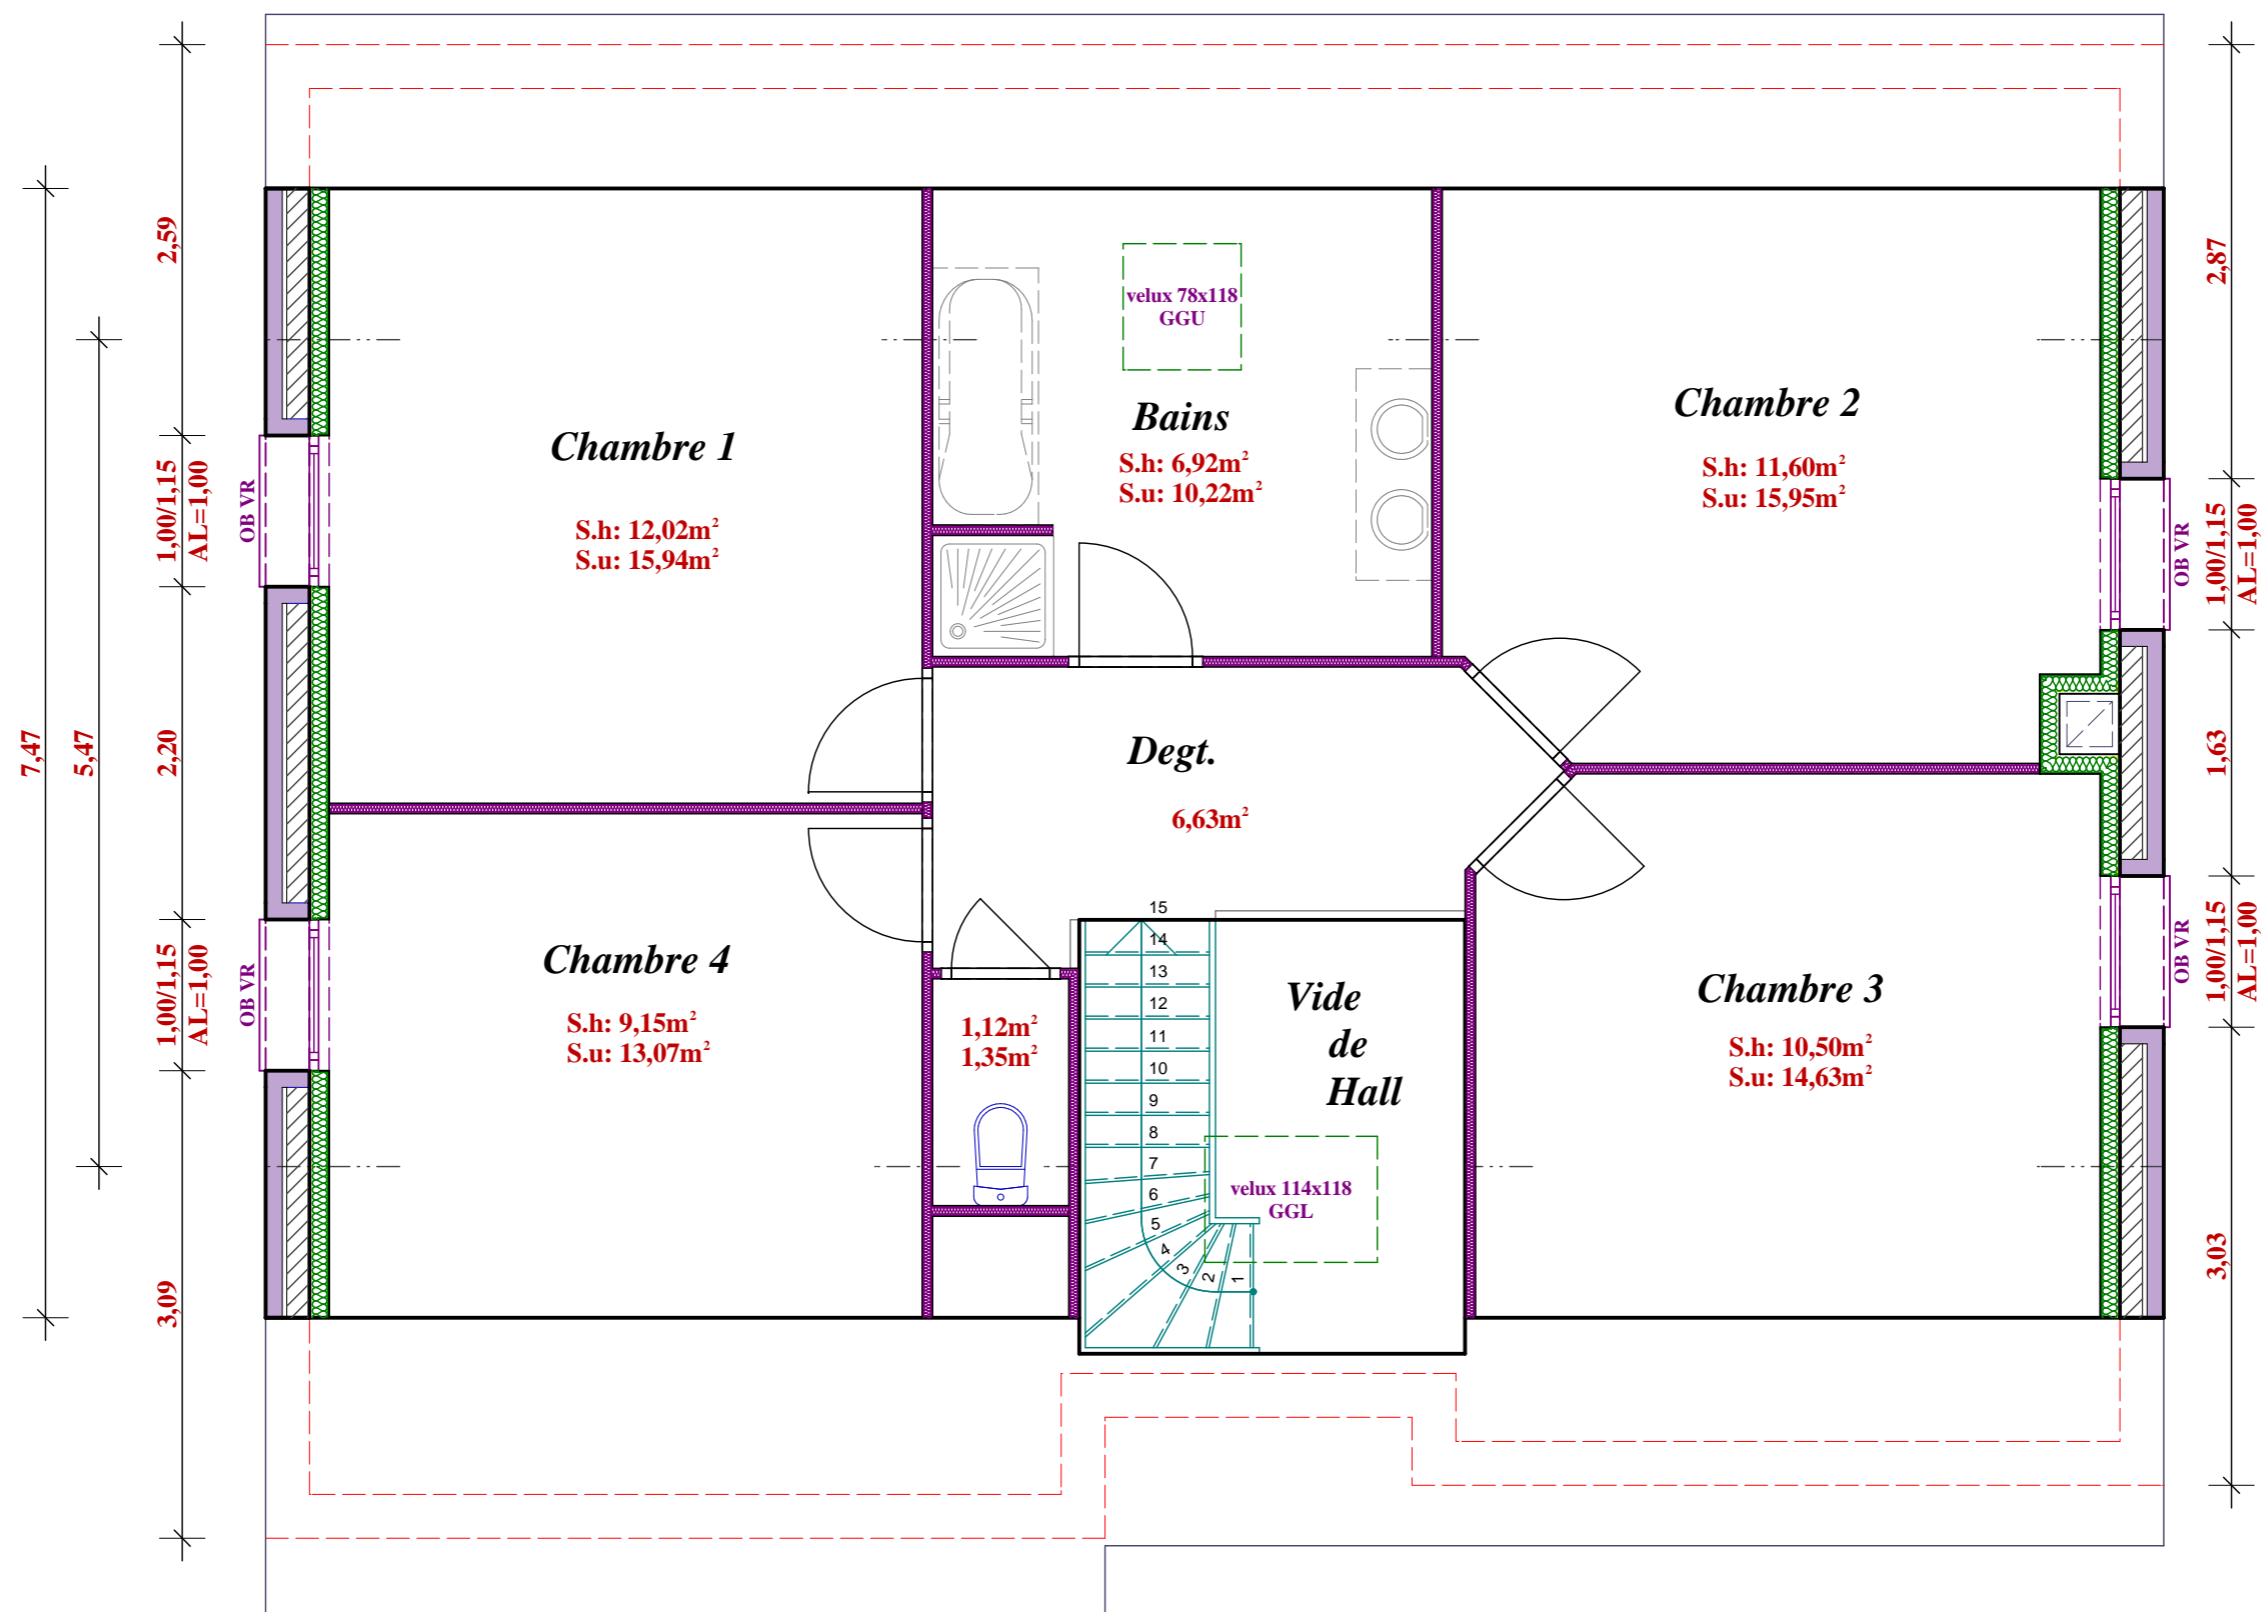 2,59
1,00/1,15
AL=1,00
OB VR
2,20
7,47
5,47
1,00/1,15
AL=1,00
OB VR
3,09
Chambre 1
S.h: 12,02m²
S.u: 15,94m²
velux 78x118
GGU
Bains
S.h: 6,92m²
S.u: 10,22m²
Chambre 2
S.h: 11,60m²
S.u: 15,95m²
2,87
1,00/1,15
AL=1,00
OB VR
1,63
1,00/1,15
AL=1,00
OB VR
3,03
Degt.
6,63m²
Chambre 4
S.h: 9,15m²
S.u: 13,07m²
1,12m²
1,35m²
15
14
13
12
11
10
9
8
7
6
5
4
3
2
1
Vide
de
Hall
velux 114x118
GGL
Chambre 3
S.h: 10,50m²
S.u: 14,63m²